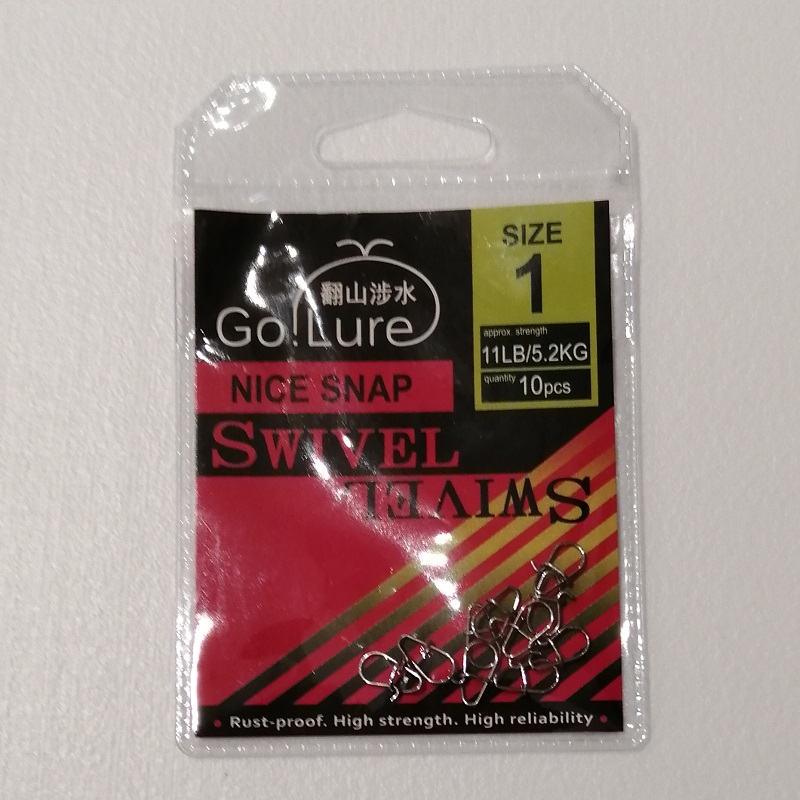 翻山涉水
Go!Lure
SIZE
1
approx. strength
11LB/5.2KG
quantity 10pcs
NICE SNAP
SWIVEL
SWIVEL
• Rust-proof. High strength. High reliability •